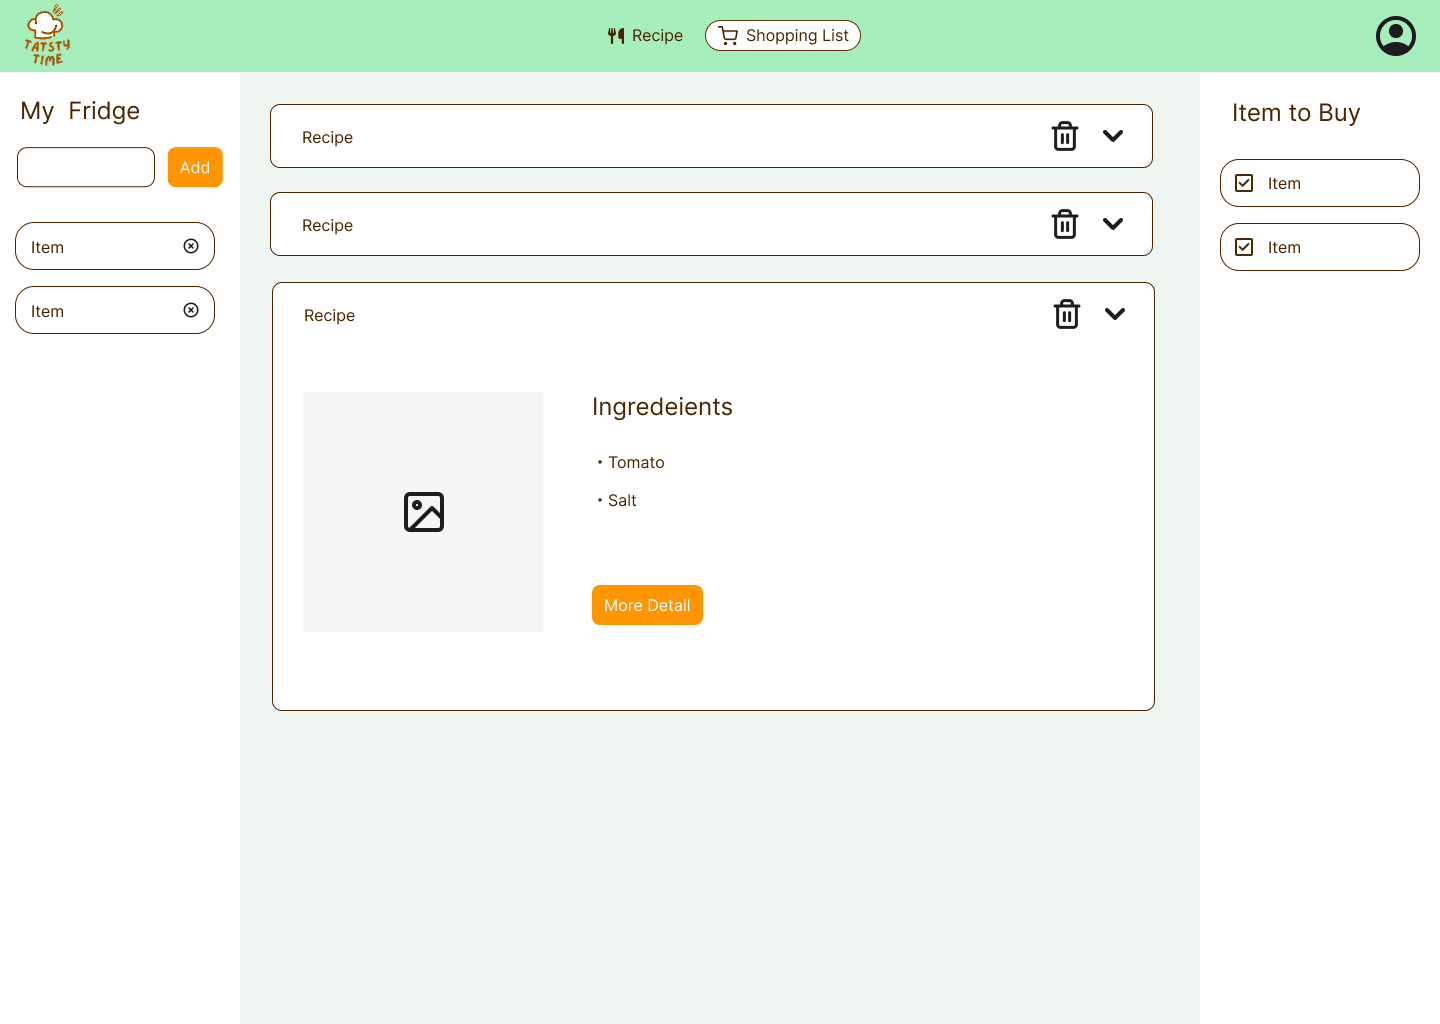 TATSTY
TIME
Recipe
Shopping List
My Fridge
Add
Item
Item
Recipe
Recipe
Recipe
Ingredeients
・Tomato
・Salt
More Detail
Item to Buy
Item
Item